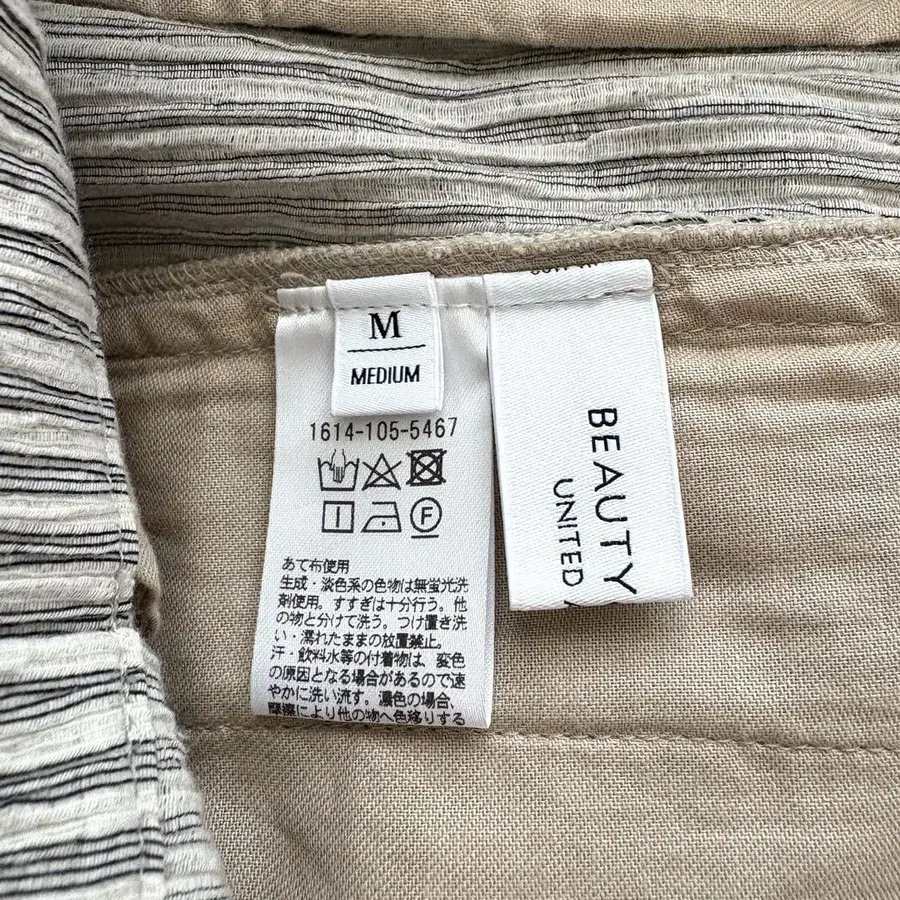 M
MEDIUM
1614-105-5467
F
あて布使用
生成・淡色系の色物は無蛍光洗
剤使用。すすぎは十分行う。他
の物と分けて洗う。つけ置き洗
い・濡れたままの放置禁止。
汗・飲料水等の付着物は、変色
の原因となる場合があるので速
やかに洗い流す。濃色の場合、
摩擦により他の物へ色移りする
BEAUTY
UNITED